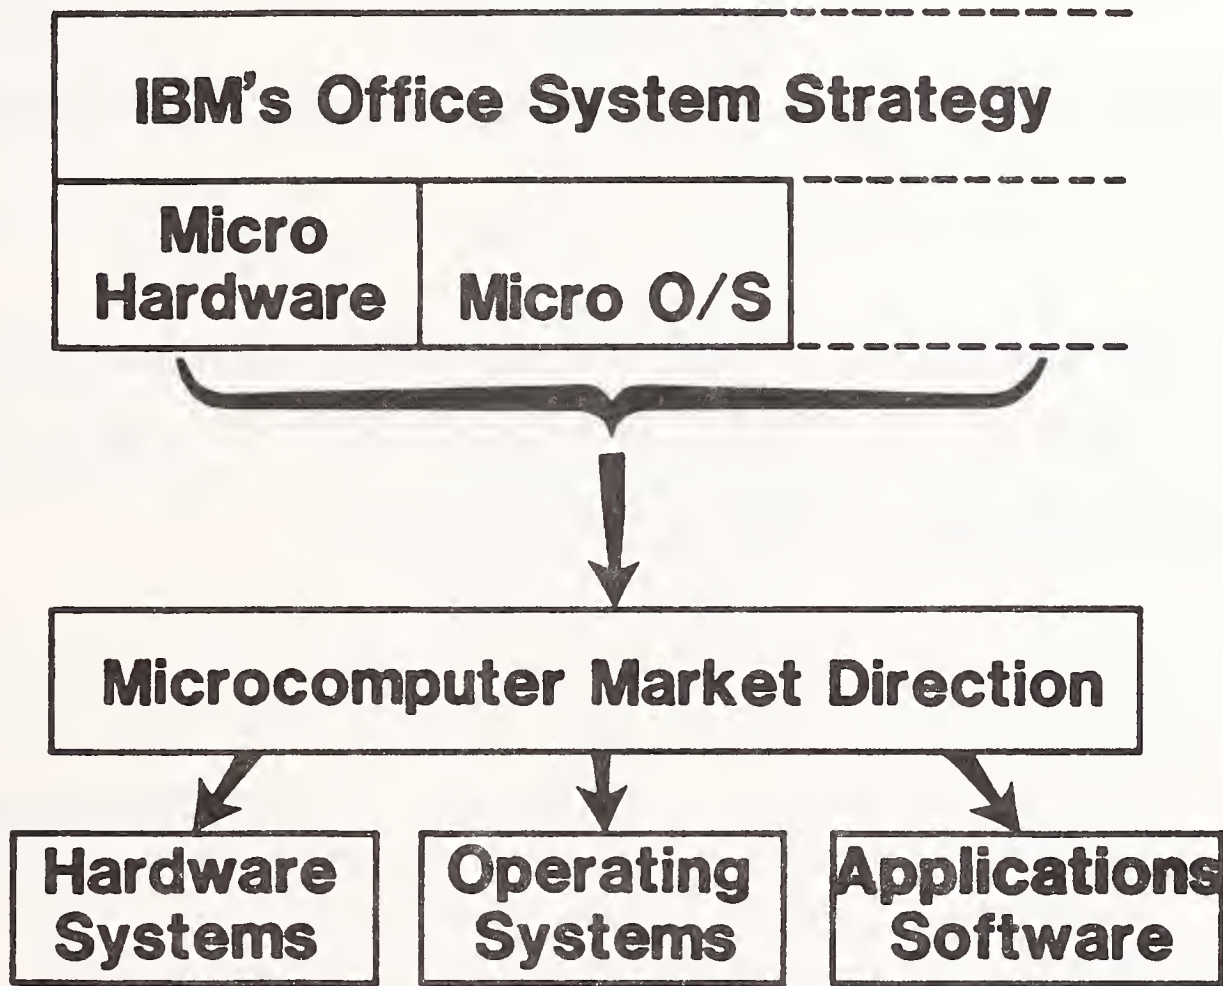 IBM's Office System Strategy
Micro
Hardware
Micro O/S
Microcomputer Market Direction
Hardware
Systems
Operating
Systems
Applications
Software